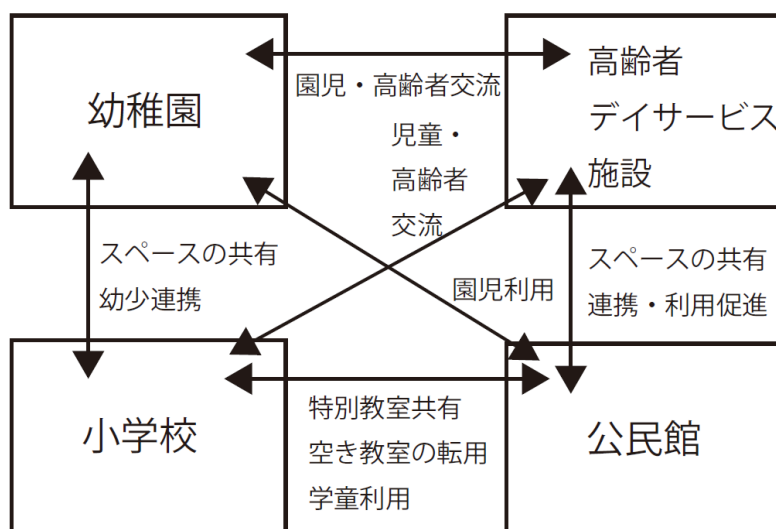 幼稚園
園児・高齢者交流
高齢者
デイサービス
施設
児童・
高齢者
交流
スペースの共有
幼少連携
園児利用
スペースの共有
連携・利用促進
小学校
特別教室共有
空き教室の転用
学童利用
公民館